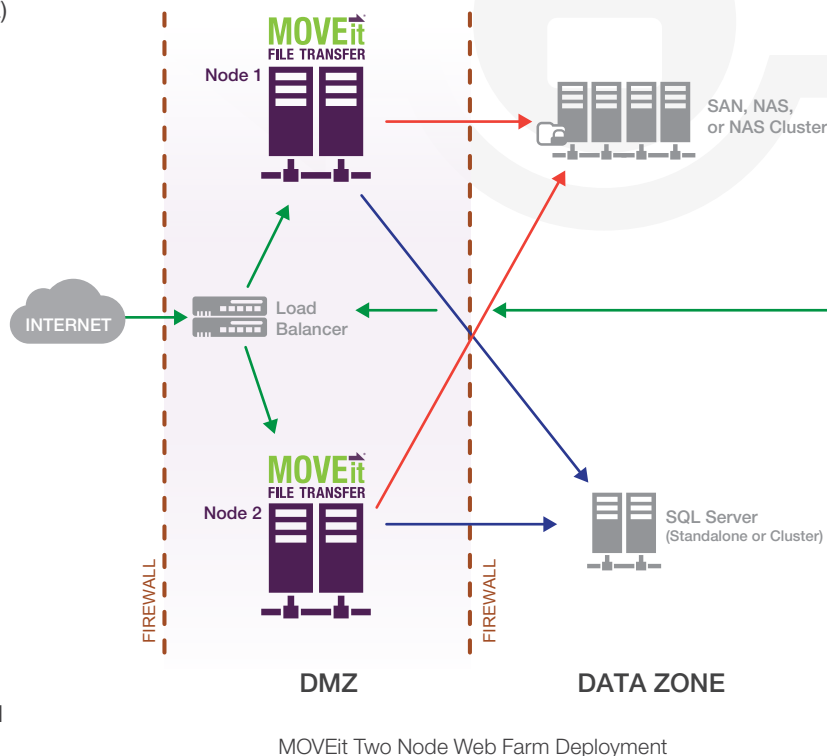 )
MOVEit
FILE TRANSFER
Node 1
SAN, NAS,
or NAS Cluster
INTERNET
Load
Balancer
MOVEit
FILE TRANSFER
Node 2
SQL Server
(Standalone or Cluster)
FIREWALL
FIREWALL
DMZ
DATA ZONE
MOVEit Two Node Web Farm Deployment